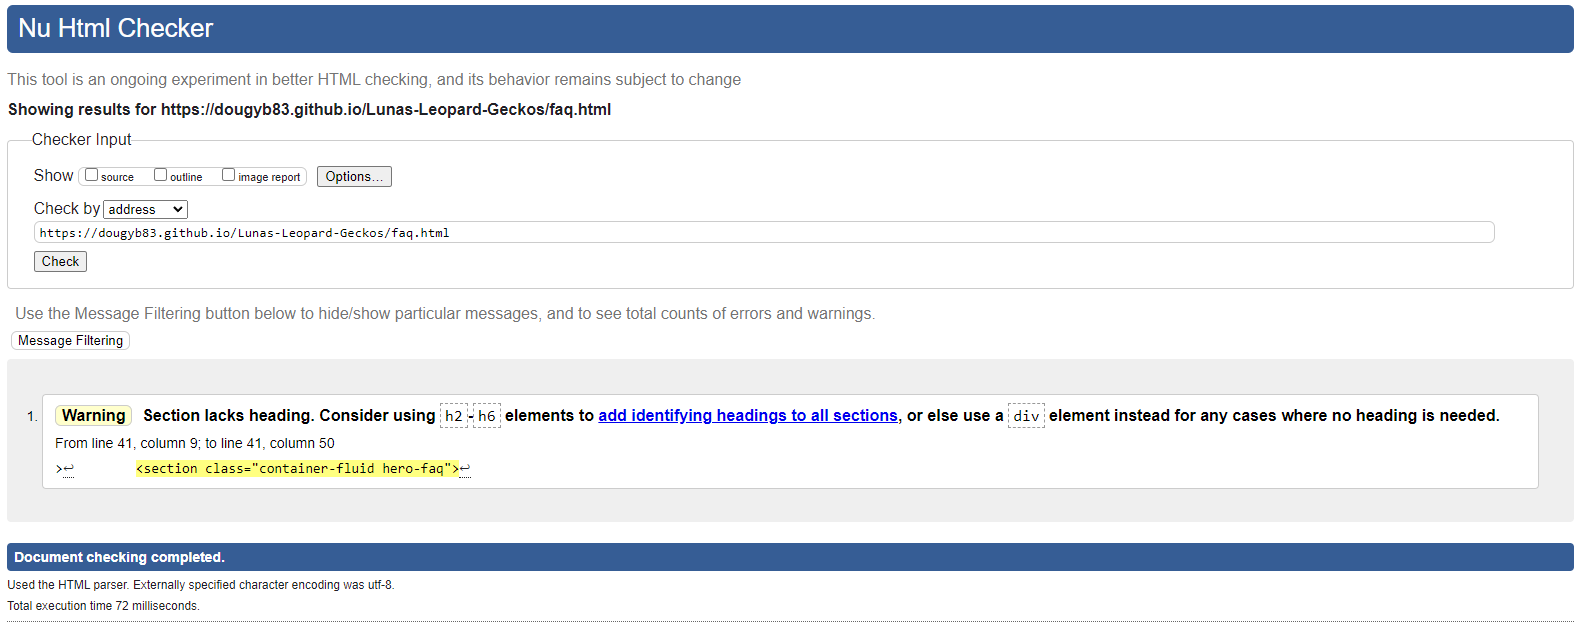 Nu Html Checker
This tool is an ongoing experiment in better HTML checking, and its behavior remains subject to change
Showing results for https://dougyb83.github.io/Lunas-Leopard-Geckos/faq.html
Checker Input
Show source outline image report Options...
Check by address
https://dougyb83.github.io/Lunas-Leopard-Geckos/faq.html
Check
Use the Message Filtering button below to hide/show particular messages, and to see total counts of errors and warnings.
Message Filtering
1. Warning Section lacks heading. Consider using h2-h6 elements to add identifying headings to all sections, or else use a div element instead for any cases where no heading is needed.
From line 41, column 9; to line 41, column 50
>↩ <section class="container-fluid hero-faq">↩
Document checking completed.
Used the HTML parser. Externally specified character encoding was utf-8.
Total execution time 72 milliseconds.